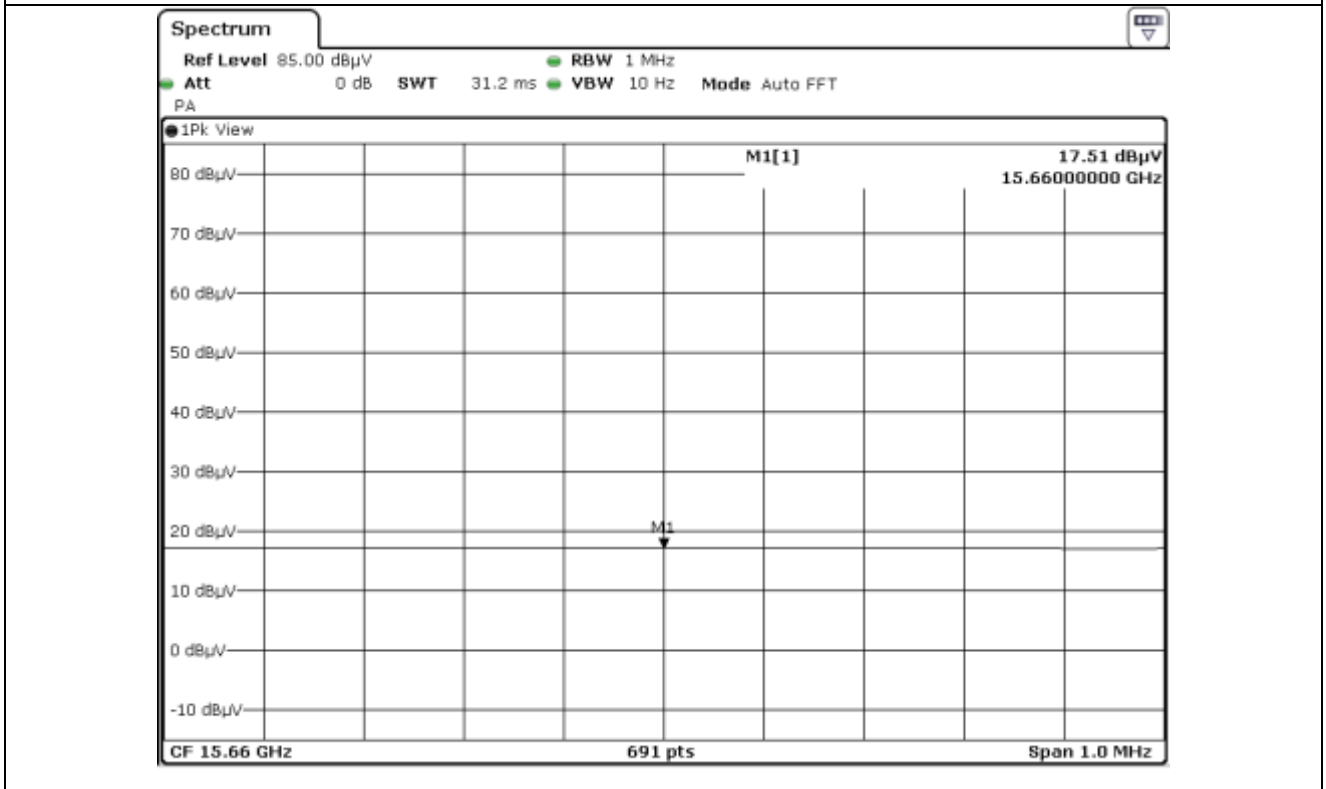 Spectrum
Ref Level 85.00 dBµV RBW 1 MHz
Att 0 dB SWT 31.2 ms VBW 10 Hz Mode Auto FFT
PA
1Pk View
M1[1] 17.51 dBµV
15.66000000 GHz
80 dBµV
70 dBµV
60 dBµV
50 dBµV
40 dBµV
30 dBµV
20 dBµV
M1
10 dBµV
0 dBµV
-10 dBµV
CF 15.66 GHz 691 pts Span 1.0 MHz